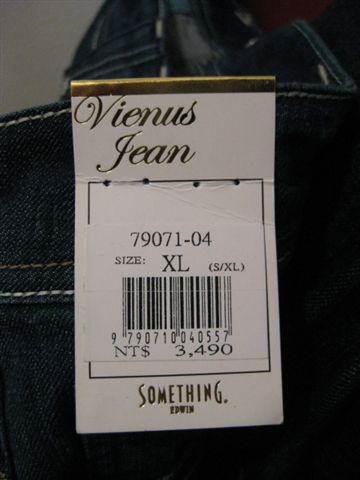 Vienus
Jean
79071-04
SIZE: XL (S/XL)
9 790710 040557
NT$ 3,490
SOMETHING.
EDWIN